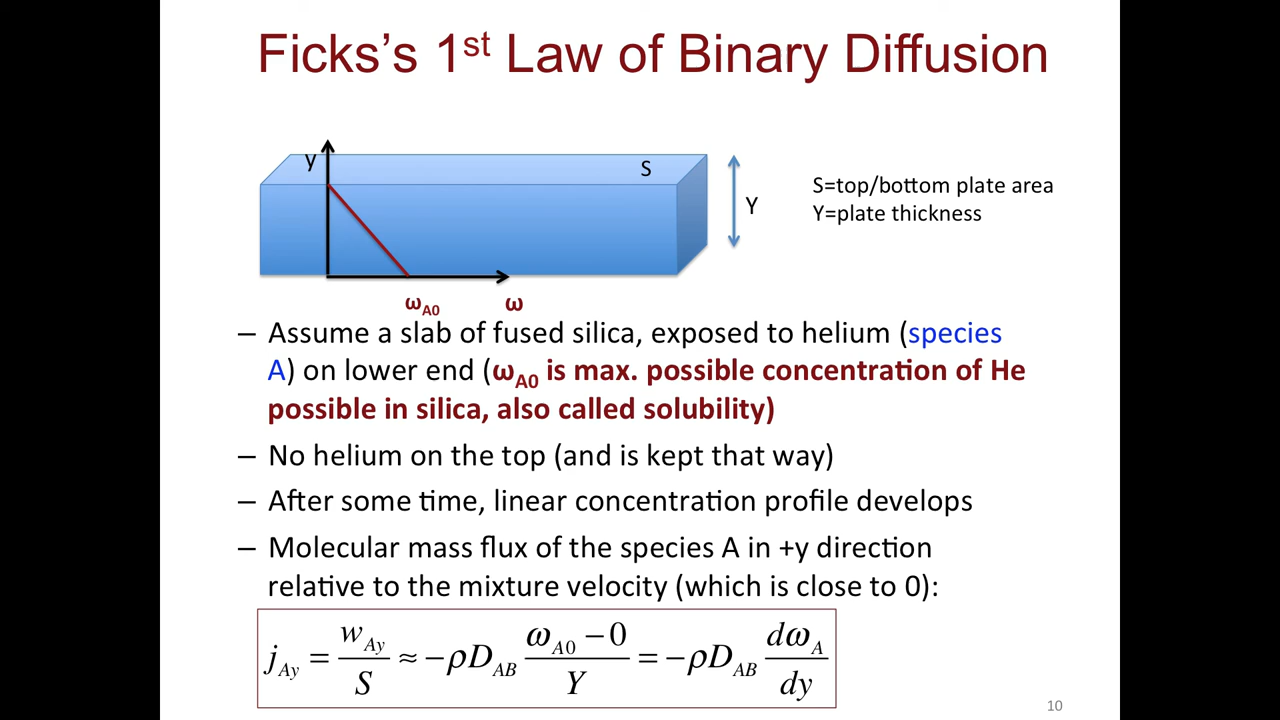 Ficks’s 1st Law of Binary Diffusion
y
S
Y
S=top/bottom plate area
Y=plate thickness
ωA0 ω
– Assume a slab of fused silica, exposed to helium (species
A) on lower end (ωA0 is max. possible concentration of He
possible in silica, also called solubility)
– No helium on the top (and is kept that way)
– After some time, linear concentration profile develops
– Molecular mass flux of the species A in +y direction
relative to the mixture velocity (which is close to 0):
jAy = wAy / S ≈ −ρDAB (ωA0 − 0) / Y = −ρDAB dωA / dy
10